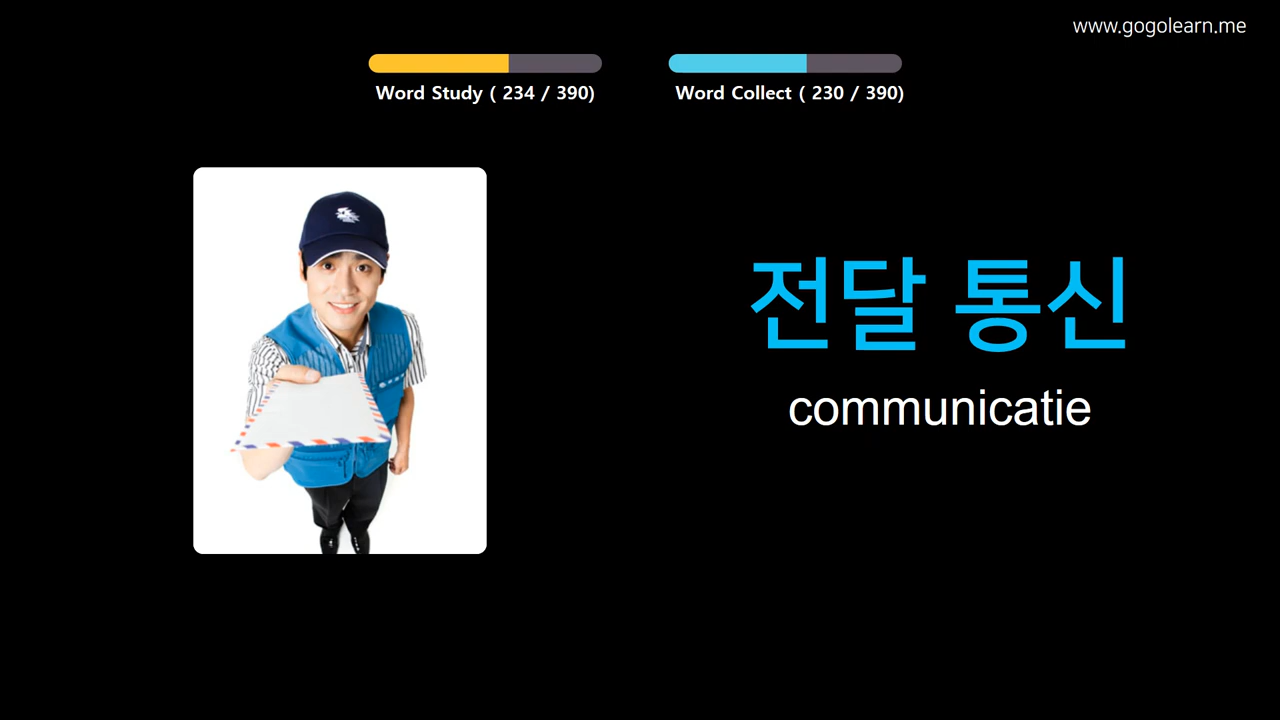 www.gogolearn.me
Word Study ( 234 / 390)
Word Collect ( 230 / 390)
전달 통신
communicatie